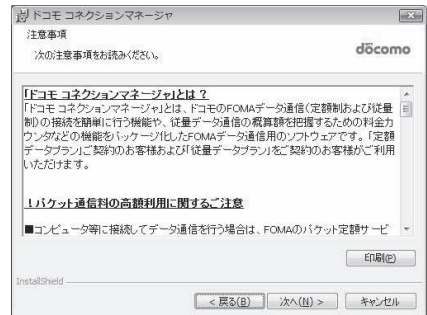 ドコモ コネクションマネージャ
注意事項
次の注意事項をお読みください。
döcomo
「ドコモ コネクションマネージャ」とは？
「ドコモ コネクションマネージャ」とは、ドコモのFOMAデータ通信(定額制および従量
制)の接続を簡単に行う機能や、従量データ通信の概算額を把握するための料金カ
ウンタなどの機能をパッケージ化したFOMAデータ通信用のソフトウェアです。「定額
データプラン」ご契約のお客様および「従量データプラン」をご契約のお客様がご利用
いただけます。
！パケット通信料の高額利用に関するご注意
■コンピュータ等に接続してデータ通信を行う場合は、FOMAのパケット定額サービ
印刷(P)
InstallShield
< 戻る(B)
次へ(N) >
キャンセル